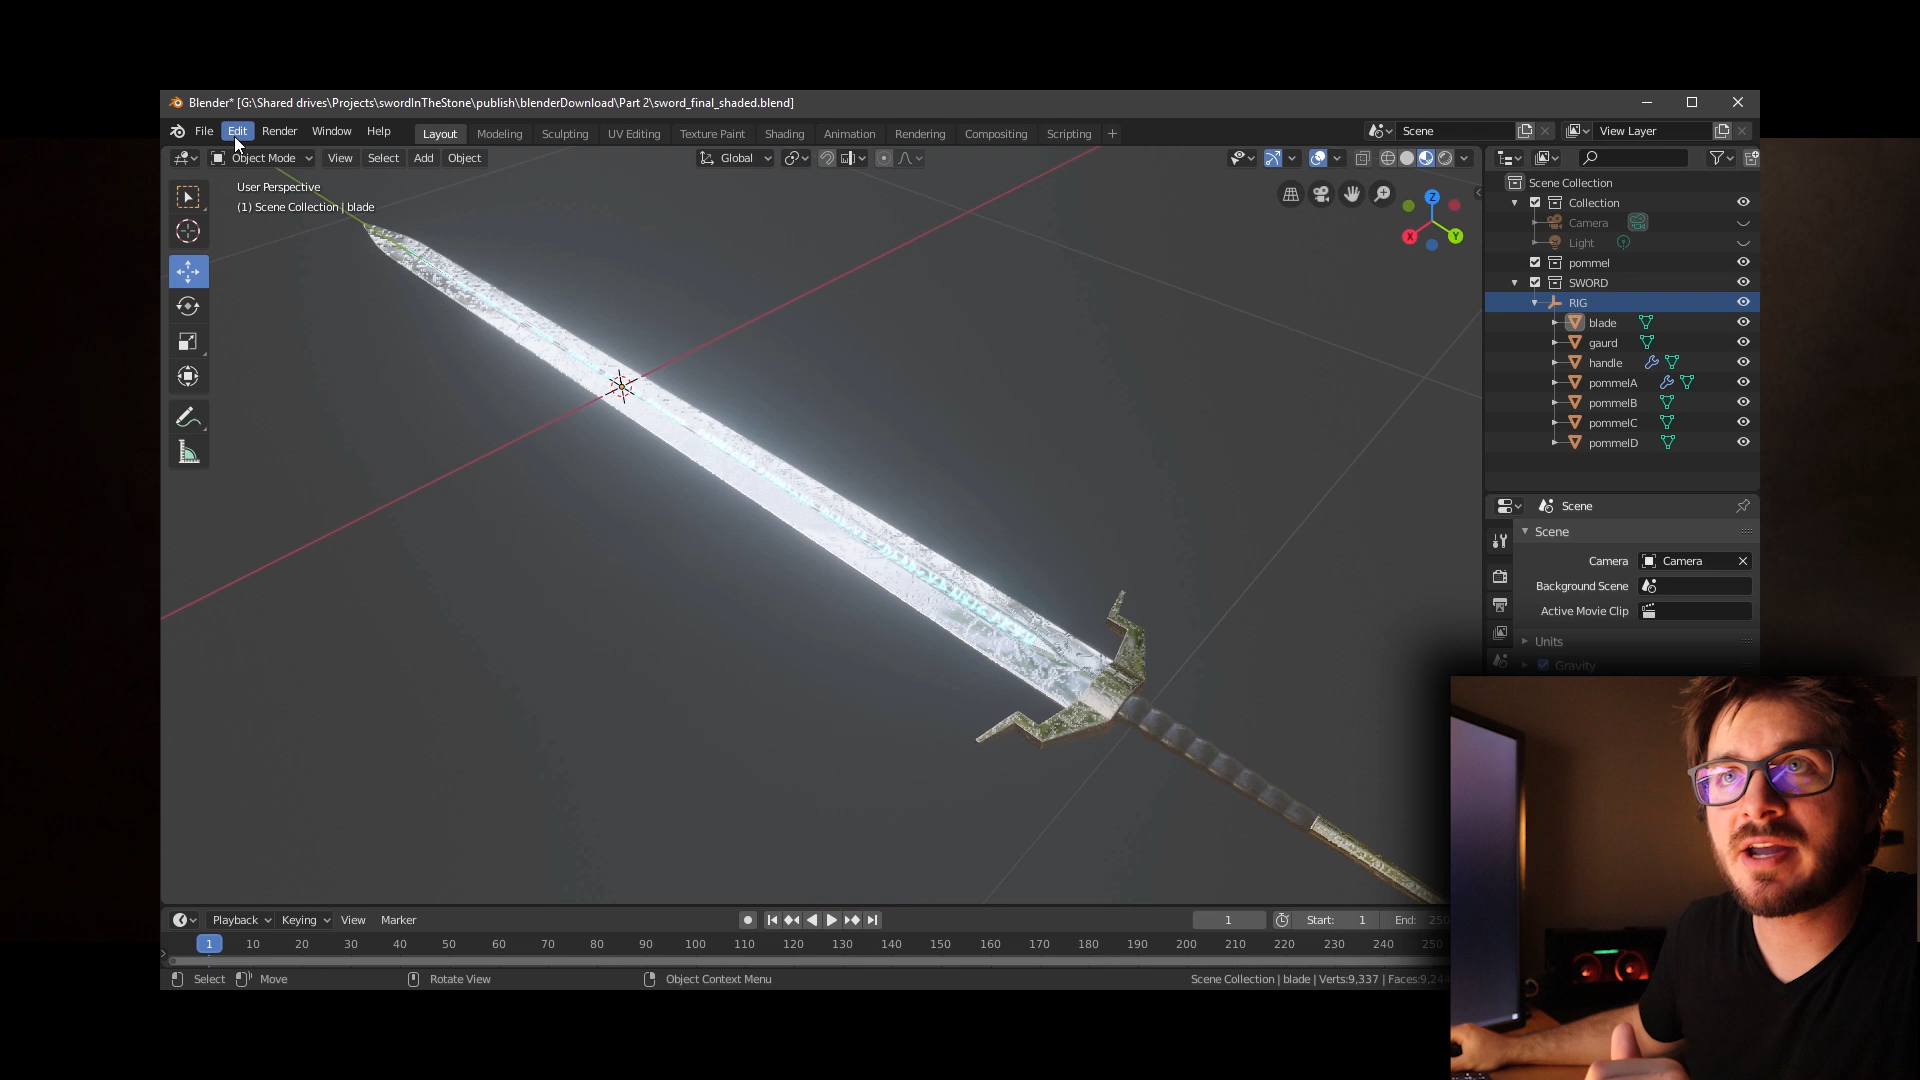 Blender* [G:\Shared drives\Projects\swordInTheStone\publish\blenderDownload\Part 2\sword_final_shaded.blend]
File Edit Render Window Help Layout Modeling Sculpting UV Editing Texture Paint Shading Animation Rendering Compositing Scripting + Scene View Layer
Object Mode View Select Add Object Global
User Perspective
(1) Scene Collection | blade
Z
X
Y
Scene Collection
Collection
Camera
Light
pommel
SWORD
RIG
blade
gaurd
handle
pommelA
pommelB
pommelC
pommelD
Scene
Scene
Camera Camera
Background Scene
Active Movie Clip
Units
Gravity
Playback Keying View Marker 1 Start: 1 End: 250
1 10 20 30 40 50 60 70 80 90 100 110 120 130 140 150 160 170 180 190 200 210 220 230 240 250
Select Move Rotate View Object Context Menu Scene Collection | blade | Verts:9,337 | Faces:9,244